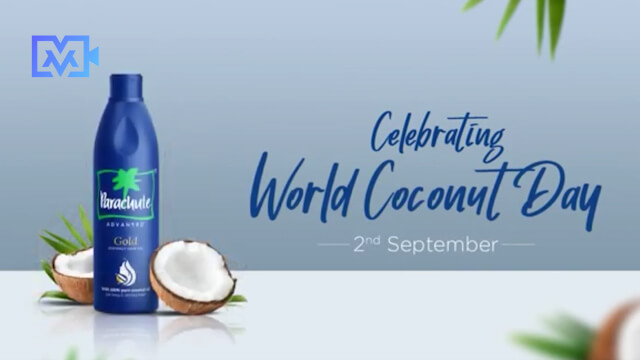 Celebrating
World Coconut Day
2nd September
Parachute
ADVANSED
Gold